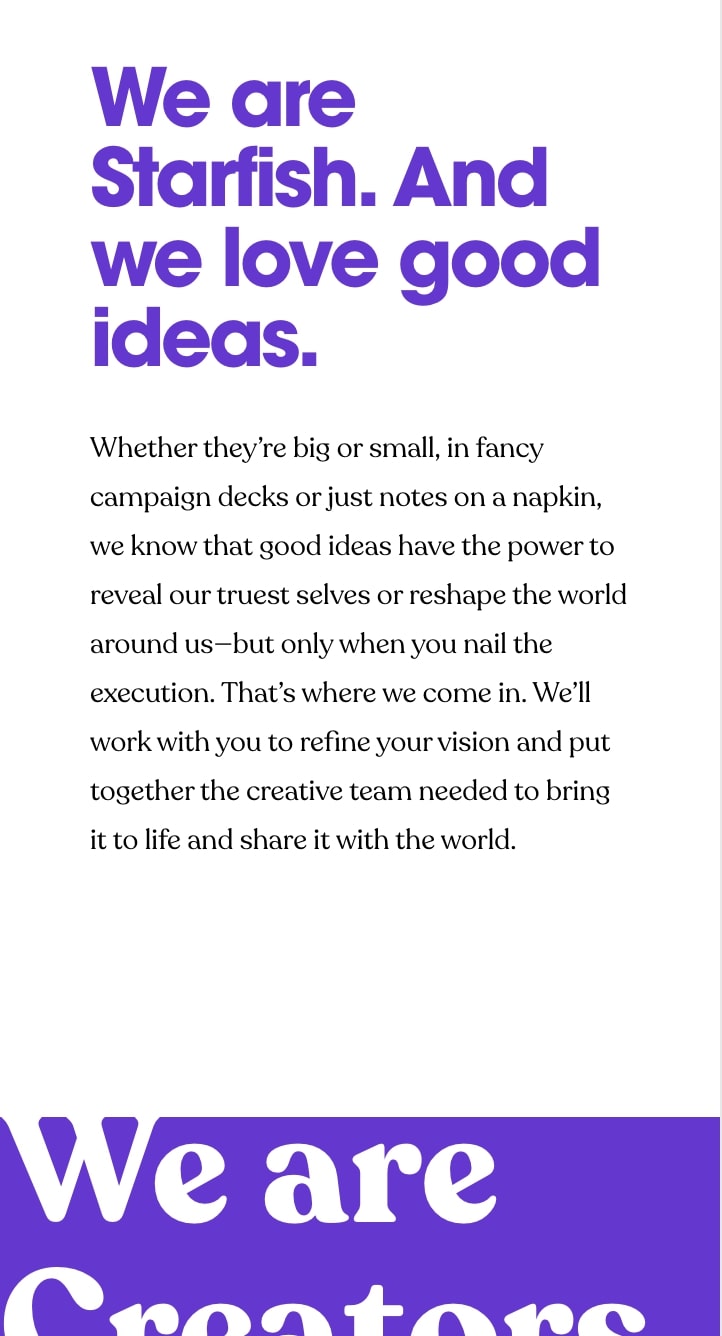 We are
Starfish. And
we love good
ideas.
Whether they’re big or small, in fancy
campaign decks or just notes on a napkin,
we know that good ideas have the power to
reveal our truest selves or reshape the world
around us—but only when you nail the
execution. That’s where we come in. We’ll
work with you to refine your vision and put
together the creative team needed to bring
it to life and share it with the world.
We are
Creators